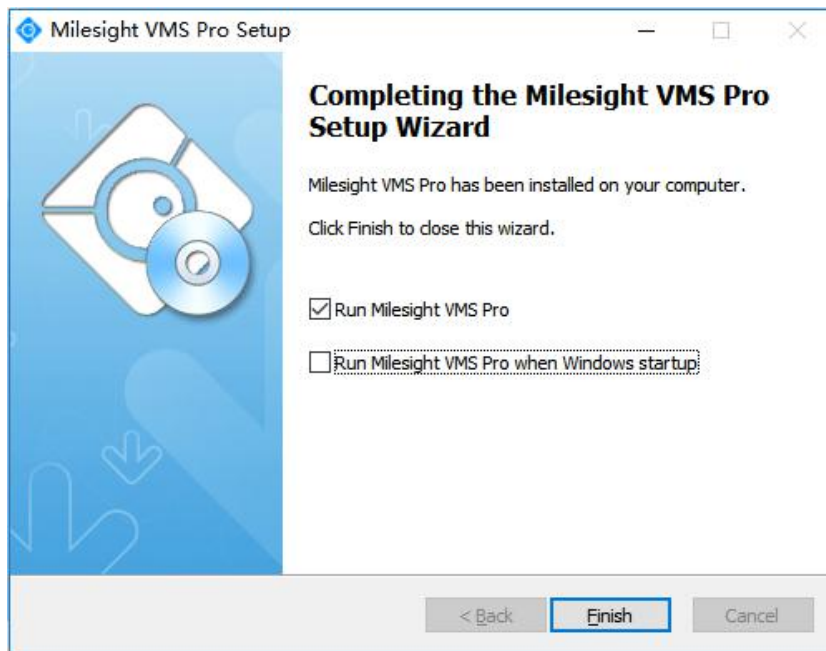 Milesight VMS Pro Setup
Completing the Milesight VMS Pro
Setup Wizard
Milesight VMS Pro has been installed on your computer.
Click Finish to close this wizard.
Run Milesight VMS Pro
Run Milesight VMS Pro when Windows startup
< Back Finish Cancel